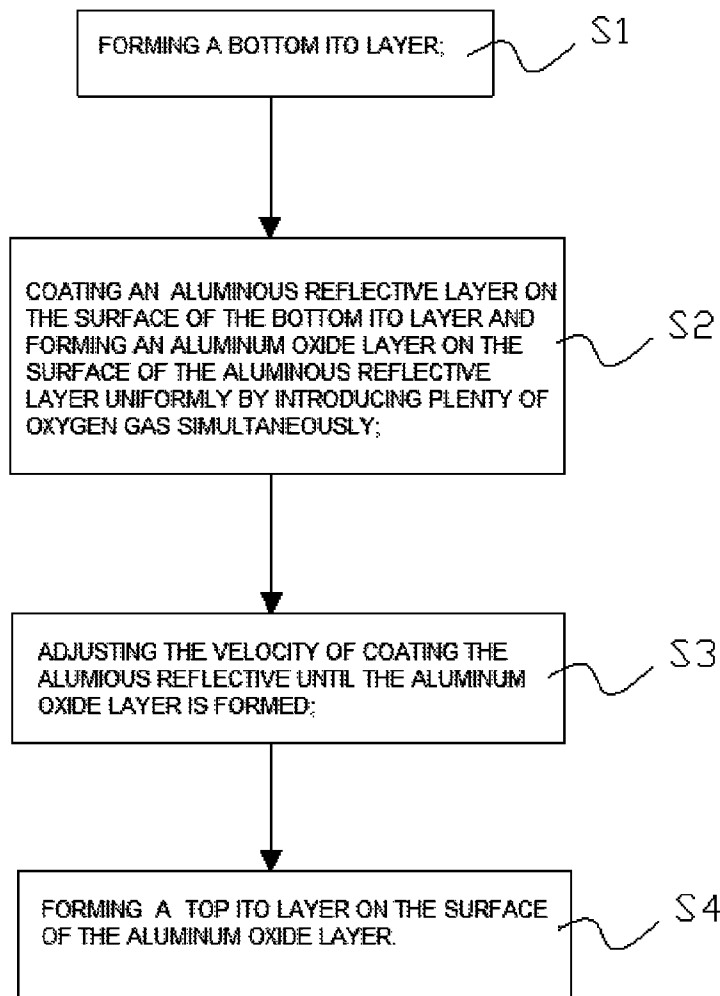 FORMING A BOTTOM ITO LAYER;
S1
COATING AN ALUMINOUS REFLECTIVE LAYER ON
THE SURFACE OF THE BOTTOM ITO LAYER AND
FORMING AN ALUMINUM OXIDE LAYER ON THE
SURFACE OF THE ALUMINOUS REFLECTIVE
LAYER UNIFORMLY BY INTRODUCING PLENTY OF
OXYGEN GAS SIMULTANEOUSLY;
S2
ADJUSTING THE VELOCITY OF COATING THE
ALUMIOUS REFLECTIVE UNTIL THE ALUMINUM
OXIDE LAYER IS FORMED;
S3
FORMING A TOP ITO LAYER ON THE SURFACE
OF THE ALUMINUM OXIDE LAYER.
S4